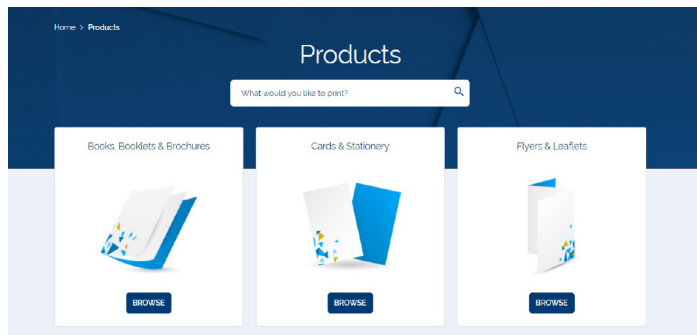 Home > Products
Products
What would you like to print?
Books, Booklets & Brochures
Cards & Stationery
Flyers & Leaflets
BROWSE
BROWSE
BROWSE